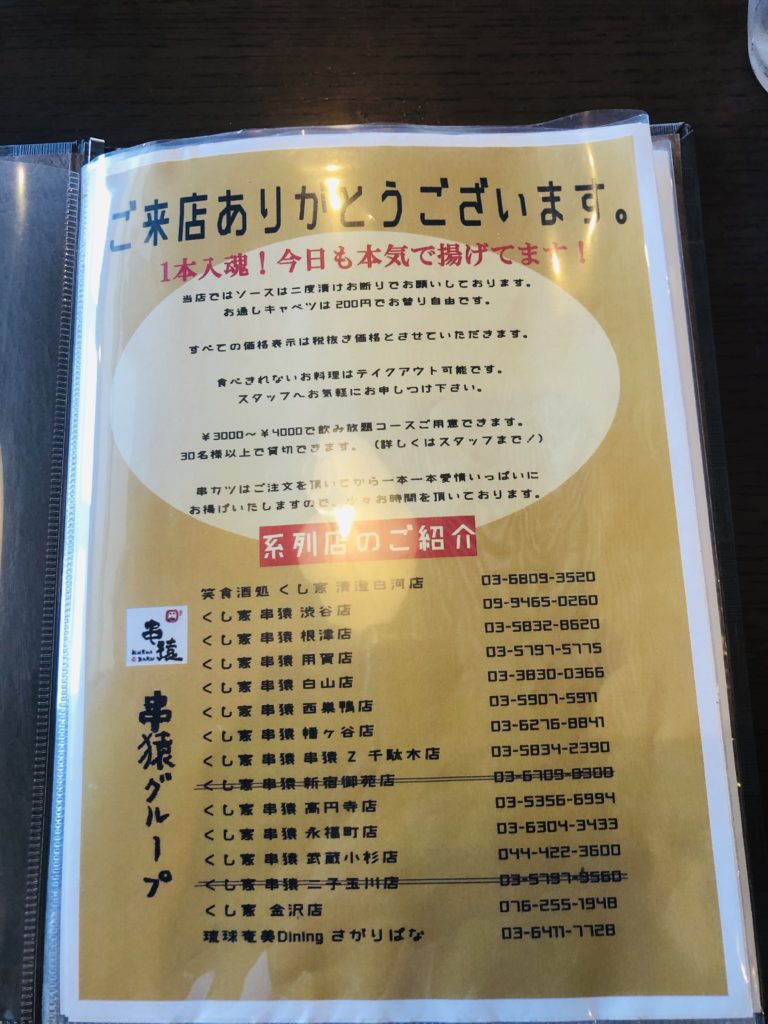 ご来店ありがとうございます。
1本入魂！今日も本気で揚げてます！
当店ではソースは二度漬けお断りでお願いしております。
お通しキャベツは200円でお替り自由です。
すべての価格表示は税抜き価格とさせていただきます。
食べきれないお料理はテイクアウト可能です。
スタッフへお気軽にお申しつけ下さい。
￥3000～￥4000で飲み放題コースご用意できます。
30名様以上で貸切できます。（詳しくはスタッフまで！）
串カツはご注文を頂いてから一本一本愛情いっぱいに
お揚げいたしますので、少々お時間を頂いております。
系列店のご紹介
笑食酒処 くし家 清澄白河店 03-6809-3520
くし家 串猿 渋谷店 09-9465-0260
くし家 串猿 根津店 03-5832-8620
くし家 串猿 用賀店 03-5797-5775
くし家 串猿 白山店 03-3830-0366
くし家 串猿 西巣鴨店 03-5907-5911
くし家 串猿 幡ヶ谷店 03-6276-8841
くし家 串猿 串猿 Z 千駄木店 03-5834-2390
くし家 串猿 新宿御苑店 03-6709-8300
くし家 串猿 高円寺店 03-5356-6994
くし家 串猿 永福町店 03-6304-3433
くし家 串猿 武蔵小杉店 044-422-3600
くし家 串猿 二子玉川店 03-5797-9560
くし家 金沢店 076-255-1948
琉球奄美Dining さがりばな 03-6411-7728
串猿
串猿グループ